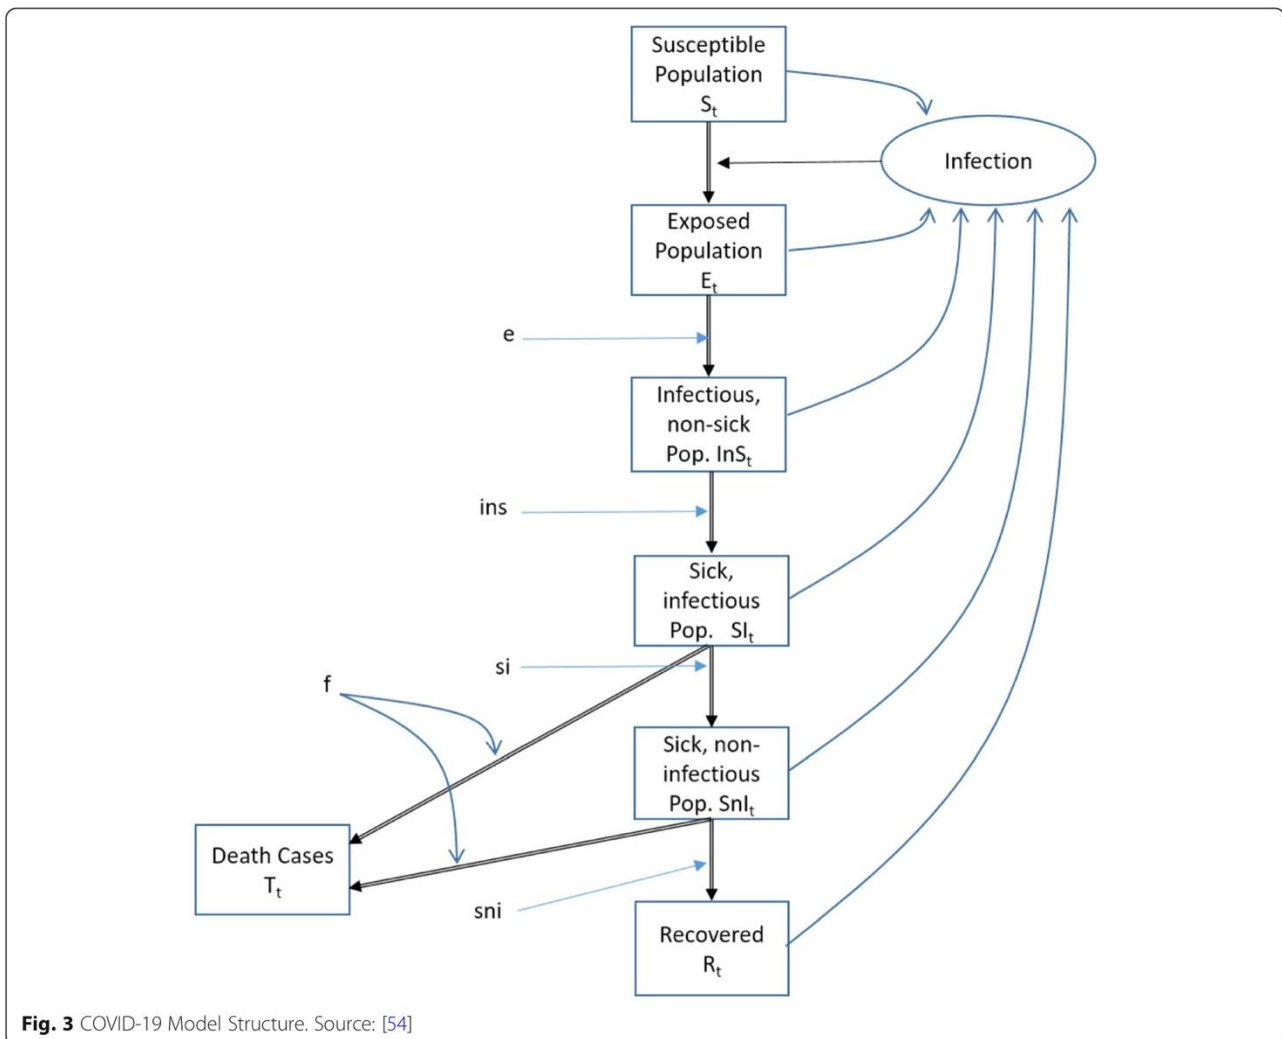 Susceptible
Population
Sₜ
Infection
Exposed
Population
Eₜ
e
Infectious,
non-sick
Pop. InSₜ
ins
Sick,
infectious
Pop. SIₜ
si
f
Sick, non-
infectious
Pop. SnIₜ
Death Cases
Tₜ
sni
Recovered
Rₜ
Fig. 3 COVID-19 Model Structure. Source: [54]